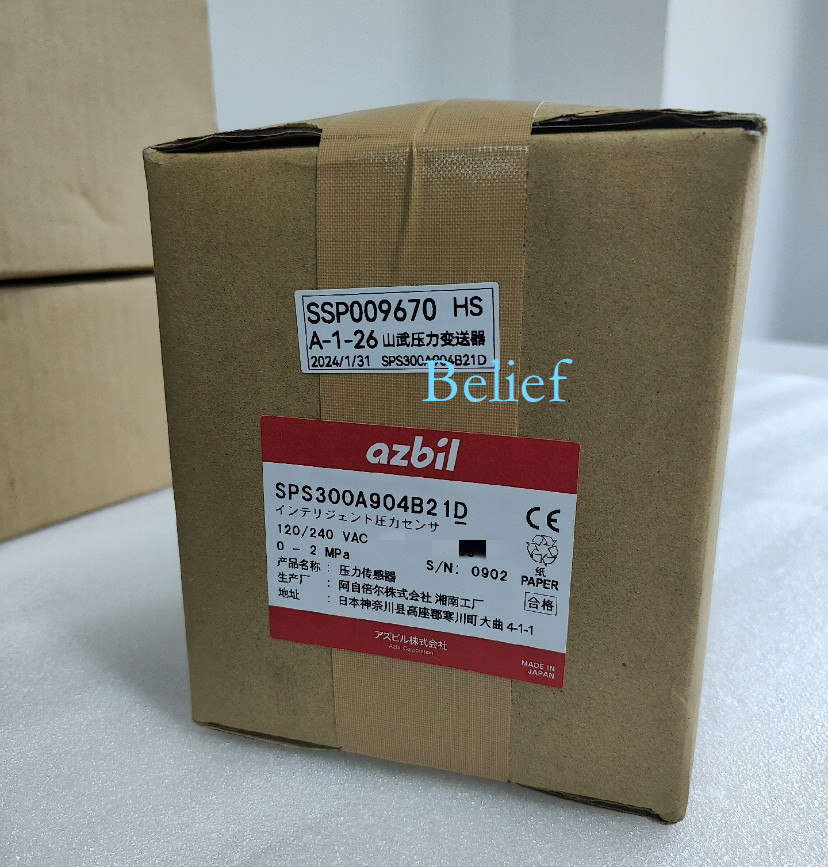 SSP009670 HS
A-1-26 山武压力变送器
2024/1/31 SPS300A904B21D
Belief
azbil
SPS300A904B21D
インテリジェント圧力センサ
120/240 VAC
0 - 2 MPa
S/N: 0902
产品名称 : 压力传感器
生产厂 : 阿自倍尔株式会社 湘南工厂
地址 : 日本神奈川县高座郡寒川町大曲 4-1-1
CE
纸
PAPER
合格
アズビル株式会社
Azbil Corporation
MADE IN
JAPAN